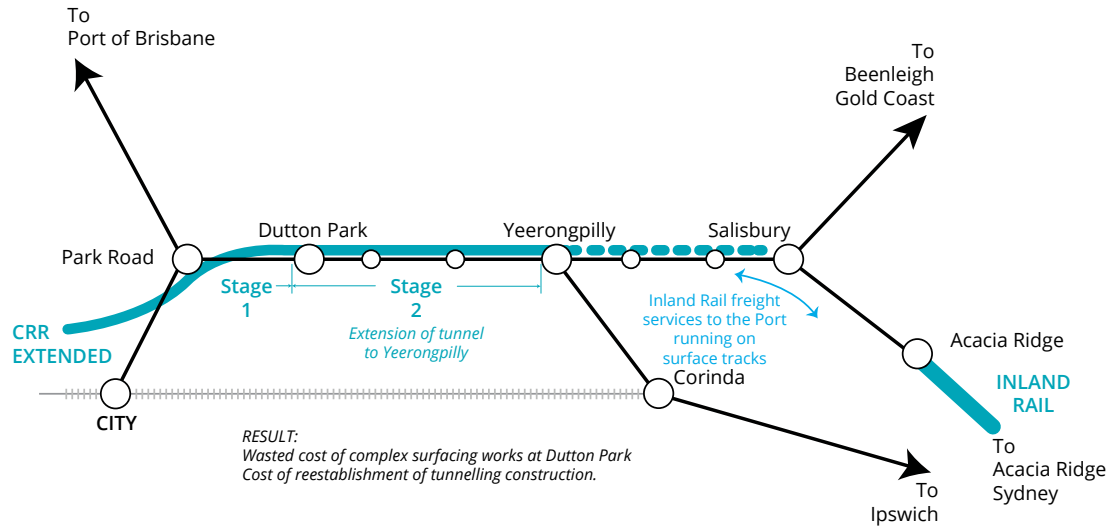 To
Port of Brisbane
To
Beenleigh
Gold Coast
Dutton Park
Yeerongpilly
Salisbury
Park Road
Stage
1
Stage
2
Extension of tunnel
to Yeerongpilly
Inland Rail freight
services to the Port
running on
surface tracks
CRR
EXTENDED
Acacia Ridge
INLAND
RAIL
Corinda
CITY
RESULT:
Wasted cost of complex surfacing works at Dutton Park
Cost of reestablishment of tunnelling construction.
To
Acacia Ridge
Sydney
To
Ipswich